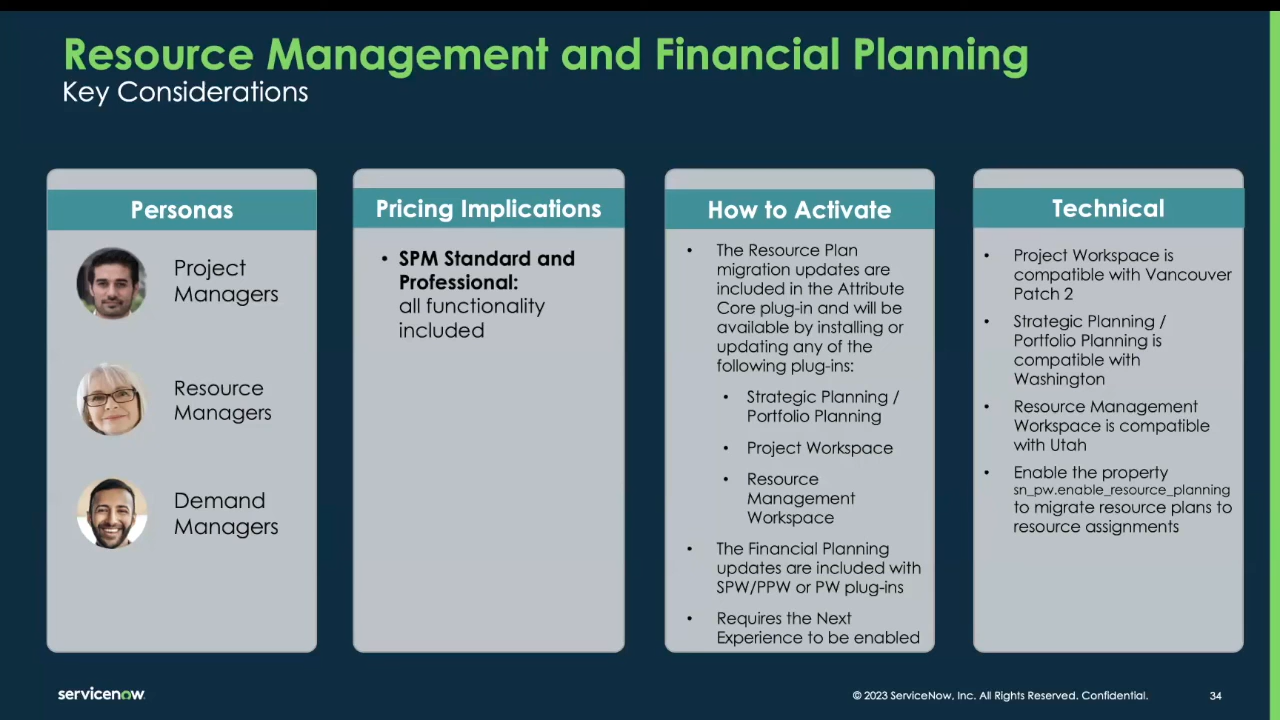 Resource Management and Financial Planning
Key Considerations
Personas
Project
Managers
Resource
Managers
Demand
Managers
Pricing Implications
• SPM Standard and
Professional:
all functionality
included
How to Activate
• The Resource Plan
migration updates are
included in the Attribute
Core plug-in and will be
available by installing or
updating any of the
following plug-ins:
• Strategic Planning /
Portfolio Planning
• Project Workspace
• Resource
Management
Workspace
• The Financial Planning
updates are included with
SPW/PPW or PW plug-ins
• Requires the Next
Experience to be enabled
Technical
• Project Workspace is
compatible with Vancouver
Patch 2
• Strategic Planning /
Portfolio Planning is
compatible with
Washington
• Resource Management
Workspace is compatible
with Utah
• Enable the property
sn_pw.enable_resource_planning
to migrate resource plans to
resource assignments
servicenow
© 2023 ServiceNow, Inc. All Rights Reserved. Confidential.
34